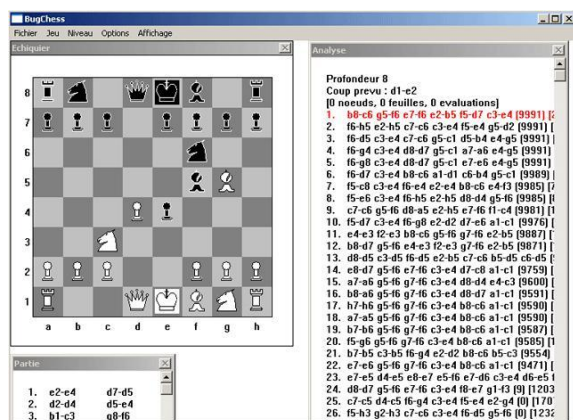 BugChess
Fichier Jeu Niveau Options Affichage
Echiquier
8
7
6
5
4
3
2
1
a b c d e f g h
Partie
1. e2-e4 d7-d5
2. d2-d4 d5-e4
3. b1-c3 g8-f6
Analyse
Profondeur 8
Coup prevu : d1-e2
[0 noeuds, 0 feuilles, 0 evaluations]
1. b8-c6 g5-f6 e7-f6 e2-b5 f5-d7 c3-e4 (9991) [2
2. f6-h5 e2-h5 c7-c6 c3-e4 f5-e4 g5-d2 (9991) [
3. f6-d5 c3-e4 c7-c6 g5-c1 d5-b4 e4-g5 (9991) [
4. f6-g4 c3-e4 d8-d7 g5-c1 a7-a6 e4-g5 (9991)
5. f6-g8 c3-e4 d8-d7 g5-c1 e7-e6 e4-g5 (9991)
6. f6-d7 c3-e4 b8-c6 a1-d1 c6-b4 g5-c1 (9989) [
7. f5-c8 c3-e4 f6-e4 e2-e4 b8-c6 e4-f3 (9985) [7
8. f5-e6 c3-e4 f6-h5 e2-h5 d8-d4 g5-f6 (9985) [
9. c7-c6 g5-f6 d8-a5 e2-h5 e7-f6 f1-c4 (9981) [1
10. f5-d7 c3-e4 f6-g8 e2-d2 d7-e6 a1-c1 (9976) [
11. e4-e3 f2-e3 b8-c6 g5-f6 g7-f6 e2-b5 (9887) [
12. b8-d7 g5-f6 e4-e3 f2-e3 g7-f6 e2-b5 (9871) [
13. d8-d5 c3-d5 f6-d5 e2-b5 c7-c6 b5-d5 c6-d5 (
14. e8-d7 g5-f6 e7-f6 c3-e4 d7-c8 a1-c1 (9759) [
15. a7-a6 g5-f6 g7-f6 c3-e4 d8-d4 e4-c3 (9600) [
16. b8-a6 g5-f6 g7-f6 c3-e4 d8-d7 a1-c1 (9591) [
17. h7-h6 g5-f6 g7-f6 c3-e4 b8-c6 a1-c1 (9590) [
18. a7-a5 g5-f6 g7-f6 c3-e4 b8-c6 a1-c1 (9590) [
19. b7-b6 g5-f6 g7-f6 c3-e4 b8-c6 a1-c1 (9587) [
20. f5-g6 g5-f6 g7-f6 c3-e4 b8-c6 a1-c1 (9515) [
21. b7-b5 c3-b5 f6-g4 e2-d2 b8-c6 b5-c3 (9554)
22. e7-e6 g5-f6 g7-f6 c3-e4 b8-c6 a1-c1 (9471) [
23. e7-e5 d4-e5 e8-e7 e5-f6 e7-d6 c3-e4 d6-e5 f
24. d8-d7 g5-f6 e7-f6 c3-e4 f8-e7 g1-f3 (9) [1203
25. c7-c5 d4-c5 f6-g4 c3-e4 f5-e4 e2-g4 (0) [170
26. f5-h3 g2-h3 c7-c6 c3-e4 f6-d5 g5-f6 (0) [1232